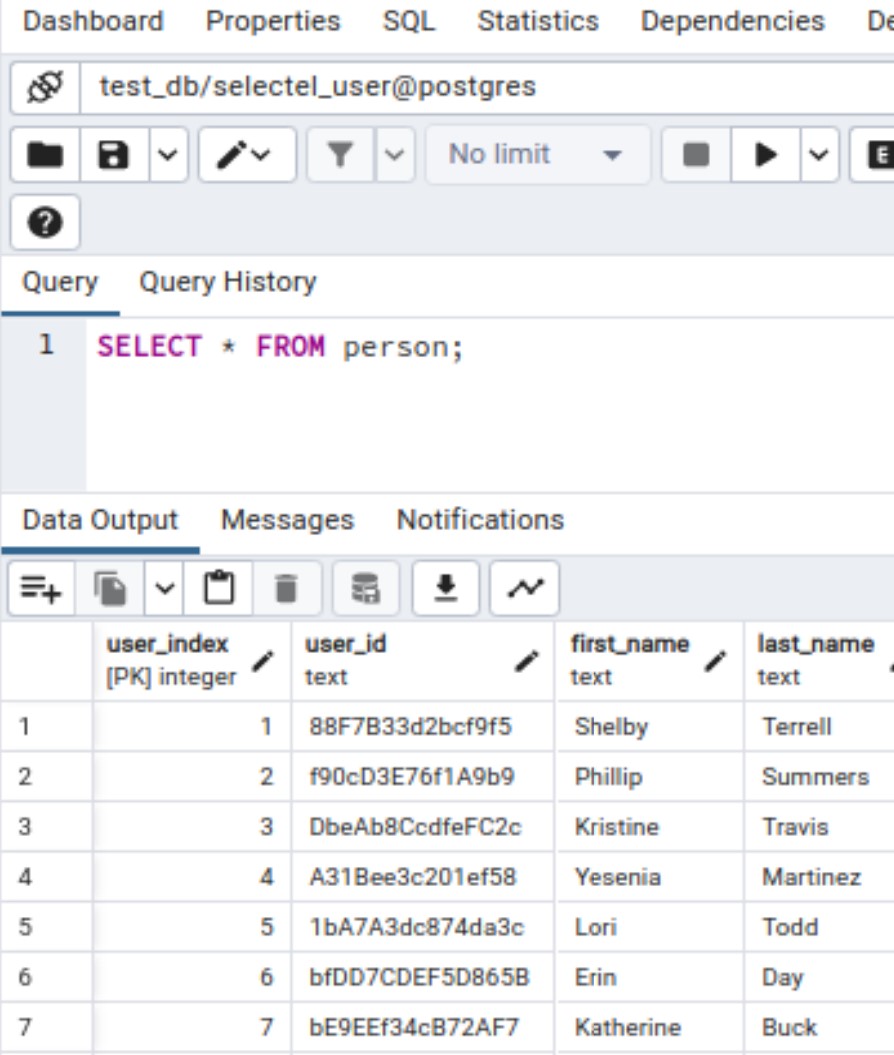 Dashboard Properties SQL Statistics Dependencies De
test_db/selectel_user@postgres
No limit E
Query Query History
1 SELECT * FROM person;
Data Output Messages Notifications
user_index user_id first_name last_name
[PK] integer text text text
1 1 88F7B33d2bcf9f5 Shelby Terrell
2 2 f90cD3E76f1A9b9 Phillip Summers
3 3 DbeAb8CcdfeFC2c Kristine Travis
4 4 A31Bee3c201ef58 Yesenia Martinez
5 5 1bA7A3dc874da3c Lori Todd
6 6 bfDD7CDEF5D865B Erin Day
7 7 bE9EEf34cB72AF7 Katherine Buck